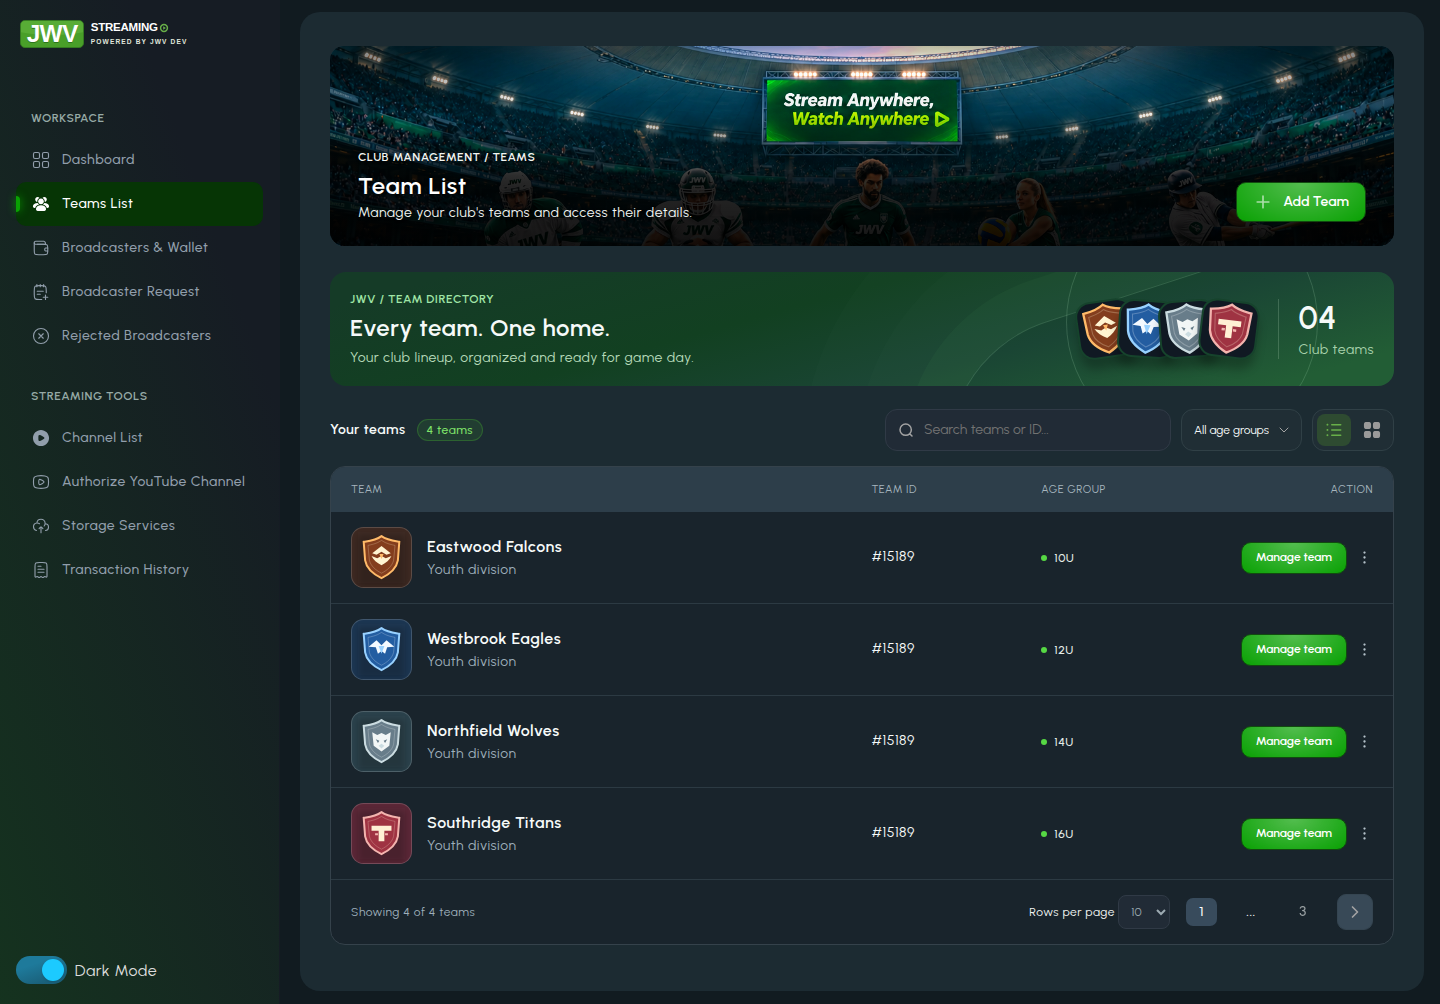 JWV STREAMING
POWERED BY JWV DEV
WORKSPACE
Dashboard
Teams List
Broadcasters & Wallet
Broadcaster Request
Rejected Broadcasters
STREAMING TOOLS
Channel List
Authorize YouTube Channel
Storage Services
Transaction History
Dark Mode
Stream Anywhere,
Watch Anywhere
CLUB MANAGEMENT / TEAMS
Team List
Manage your club's teams and access their details.
JWV
JWV
JWV
Add Team
JWV / TEAM DIRECTORY
Every team. One home.
Your club lineup, organized and ready for game day.
T
04
Club teams
Your teams
4 teams
Search teams or ID...
All age groups
TEAM TEAM ID AGE GROUP ACTION
Eastwood Falcons
Youth division
#15189 10U Manage team
Westbrook Eagles
Youth division
#15189 12U Manage team
Northfield Wolves
Youth division
#15189 14U Manage team
T
Southridge Titans
Youth division
#15189 16U Manage team
Showing 4 of 4 teams
Rows per page 10 1 ... 3